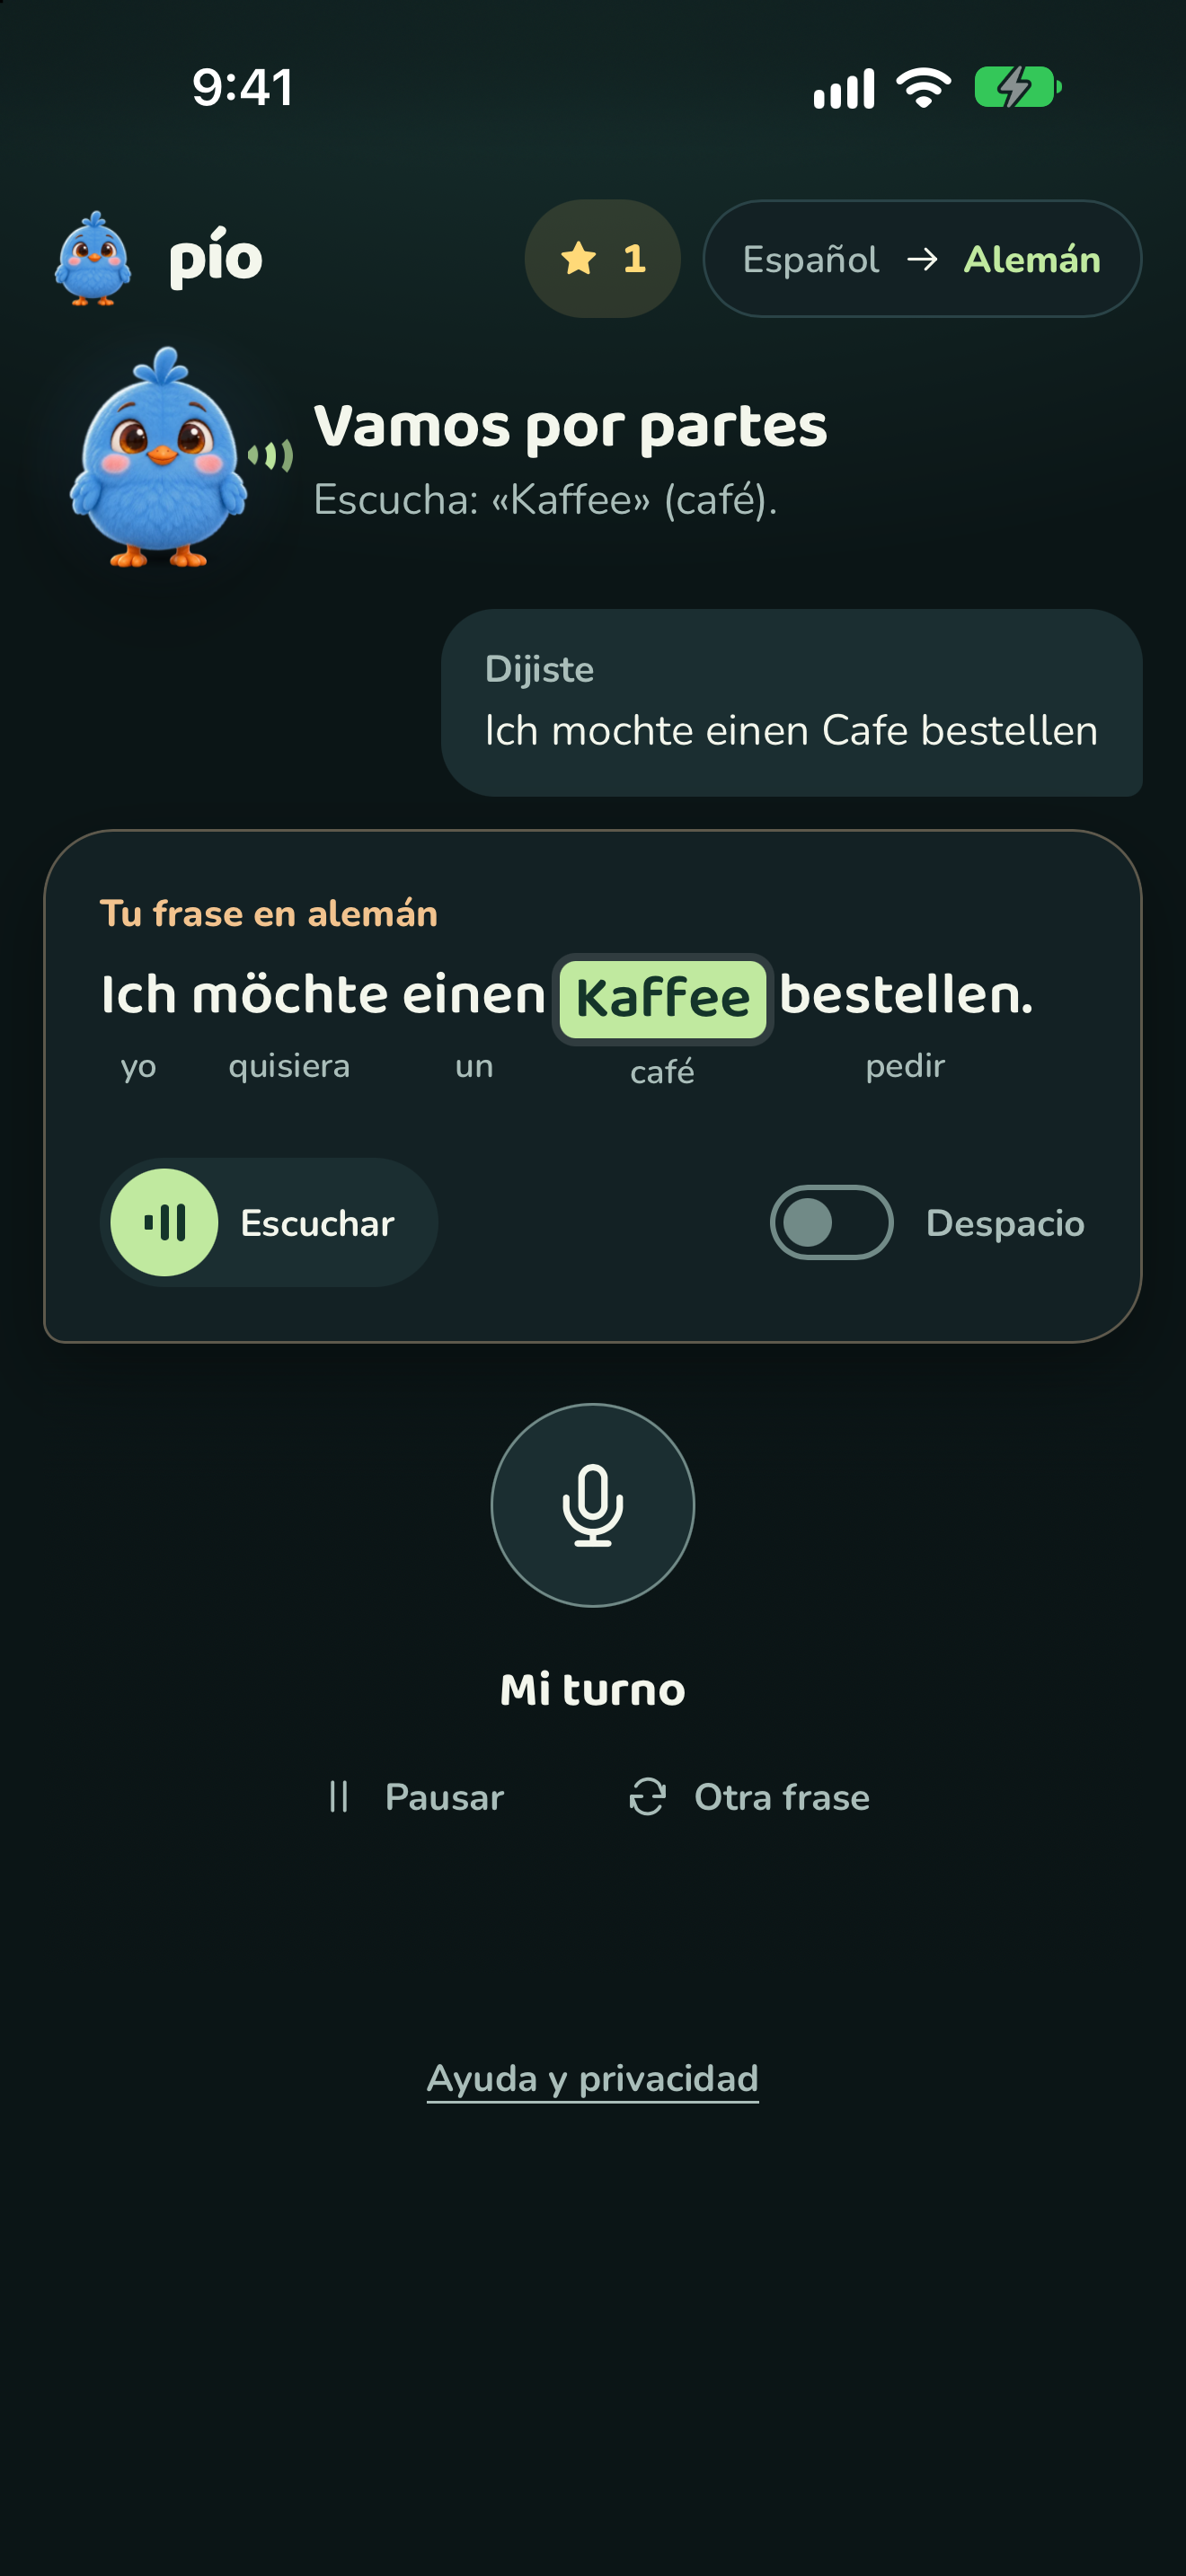 9:41
pío
1
Español → Alemán
Vamos por partes
Escucha: «Kaffee» (café).
Dijiste
Ich mochte einen Cafe bestellen
Tu frase en alemán
Ich möchte einen Kaffee bestellen.
yo quisiera un café pedir
Escuchar
Despacio
Mi turno
Pausar
Otra frase
Ayuda y privacidad